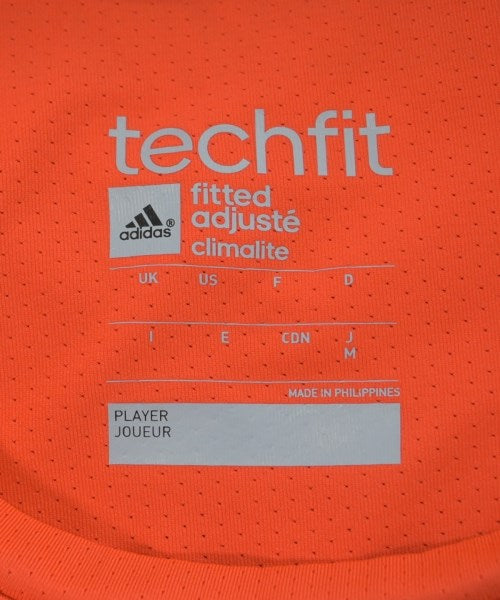 techfit
adidas®
fitted
adjusté
climalite
UK US F D
I E CDN J
M
MADE IN PHILIPPINES
PLAYER
JOUEUR